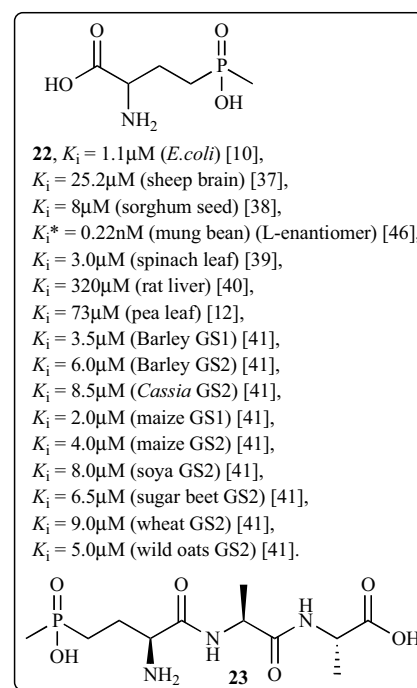 O
O
HO
P
OH
NH2
22, Ki = 1.1µM (E.coli) [10],
Ki = 25.2µM (sheep brain) [37],
Ki = 8µM (sorghum seed) [38],
Ki* = 0.22nM (mung bean) (L-enantiomer) [46],
Ki = 3.0µM (spinach leaf) [39],
Ki = 320µM (rat liver) [40],
Ki = 73µM (pea leaf) [12],
Ki = 3.5µM (Barley GS1) [41],
Ki = 6.0µM (Barley GS2) [41],
Ki = 8.5µM (Cassia GS2) [41],
Ki = 2.0µM (maize GS1) [41],
Ki = 4.0µM (maize GS2) [41],
Ki = 8.0µM (soya GS2) [41],
Ki = 6.5µM (sugar beet GS2) [41],
Ki = 9.0µM (wheat GS2) [41],
Ki = 5.0µM (wild oats GS2) [41].
O
O
O
P
H
N
OH
OH
N
H
NH2
O
23